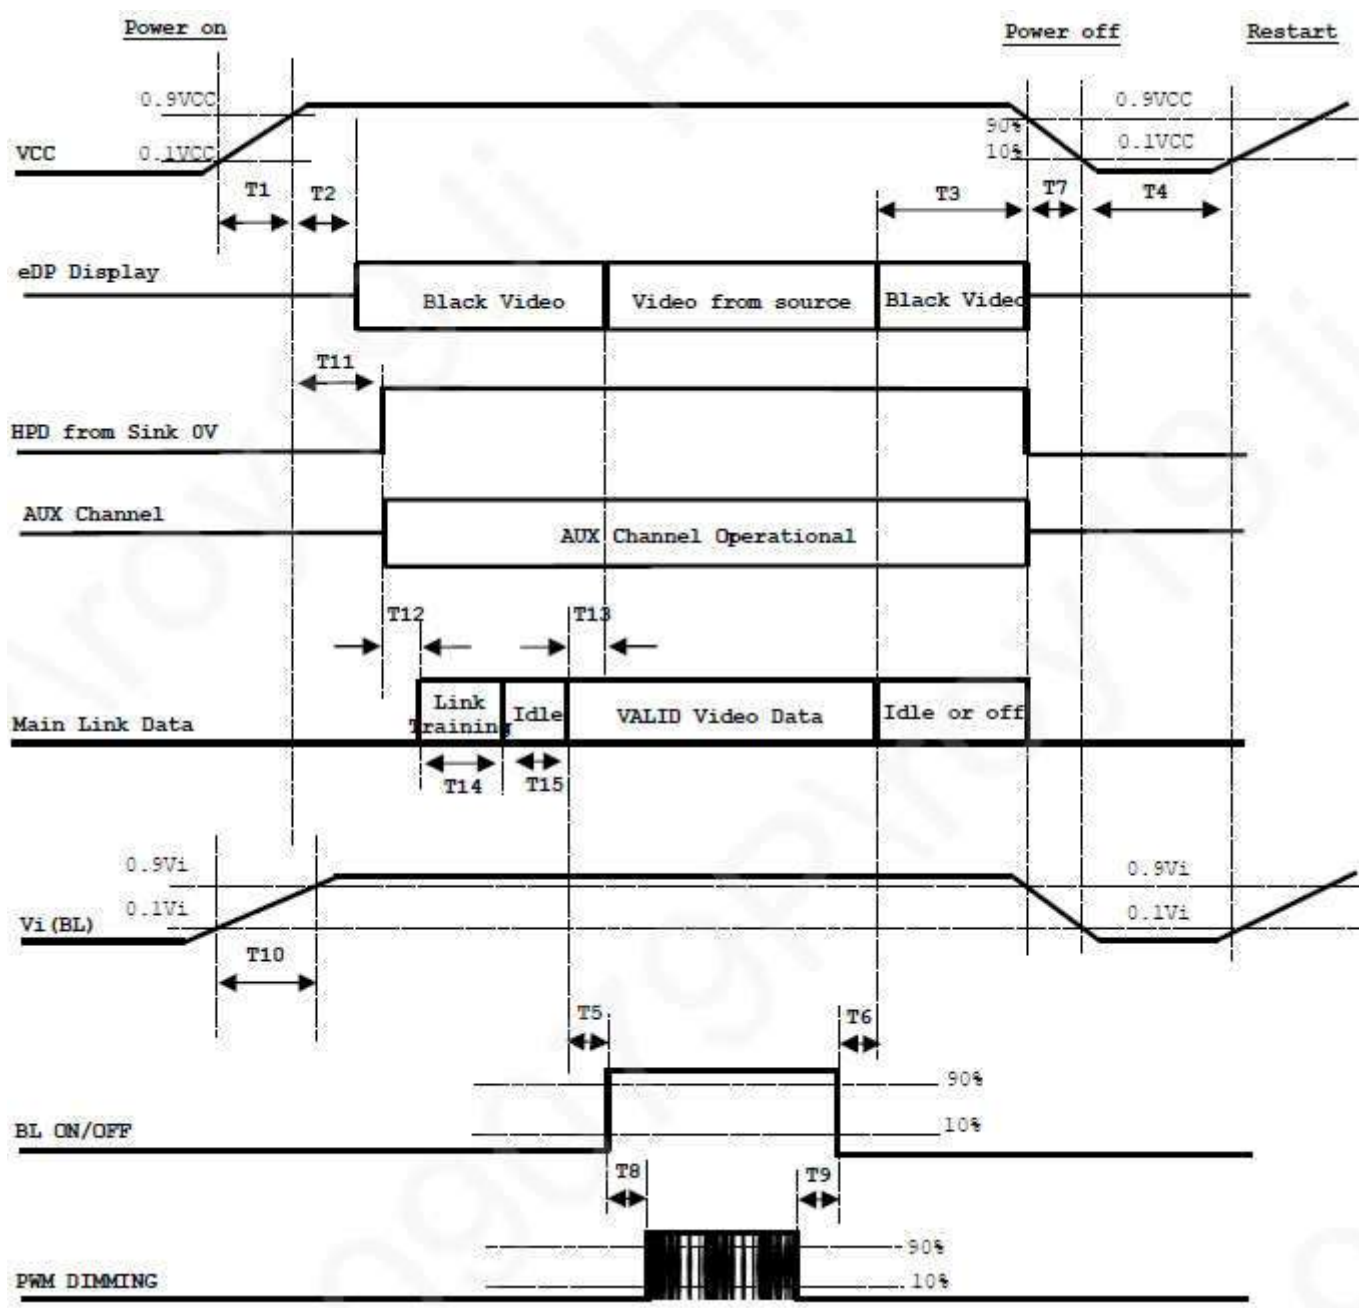 Power on
Power off
Restart
0.9VCC
0.9VCC
90%
VCC
0.1VCC
10%
0.1VCC
T1
T2
T3
T7
T4
eDP Display
Black Video
Video from source
Black Video
T11
HPD from Sink 0V
AUX Channel
AUX Channel Operational
T12
T13
Main Link Data
Link
Training
Idle
VALID Video Data
Idle or off
T14
T15
0.9Vi
0.9Vi
Vi(BL)
0.1Vi
0.1Vi
T10
T5
T6
90%
BL ON/OFF
10%
T8
T9
90%
PWM DIMMING
10%